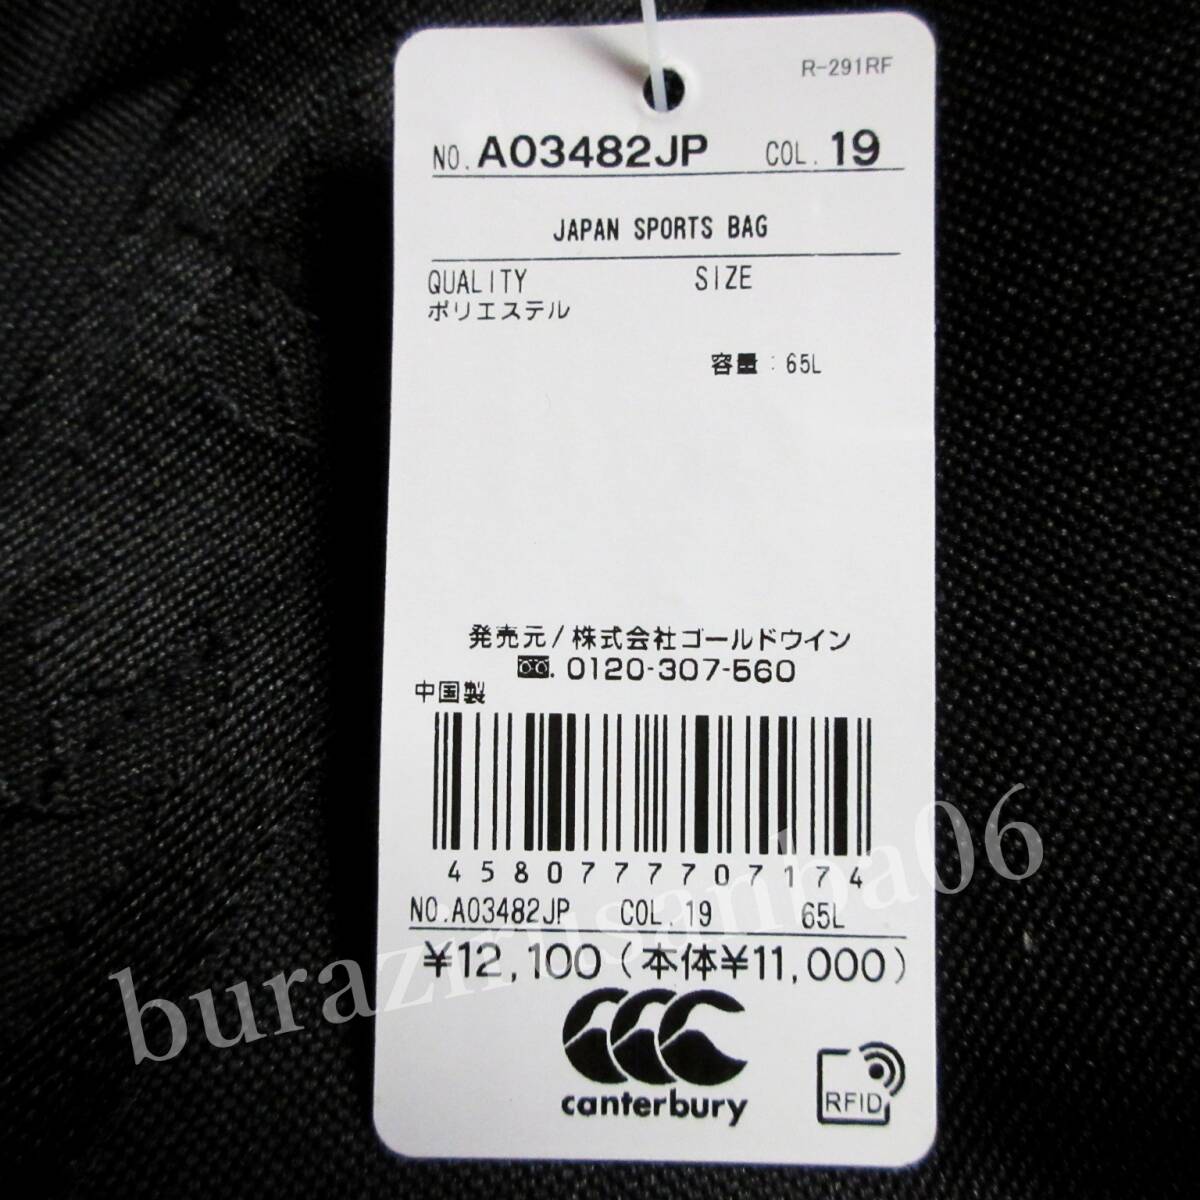 R-291RF
NO. A03482JP COL. 19
JAPAN SPORTS BAG
QUALITY SIZE
ポリエステル
容量 : 65L
発売元/株式会社ゴールドウイン
0120-307-560
中国製
4580777707174
NO.A03482JP COL.19 65L
¥12,100(本体¥11,000)
canterbury
RFID
burazirusanba06